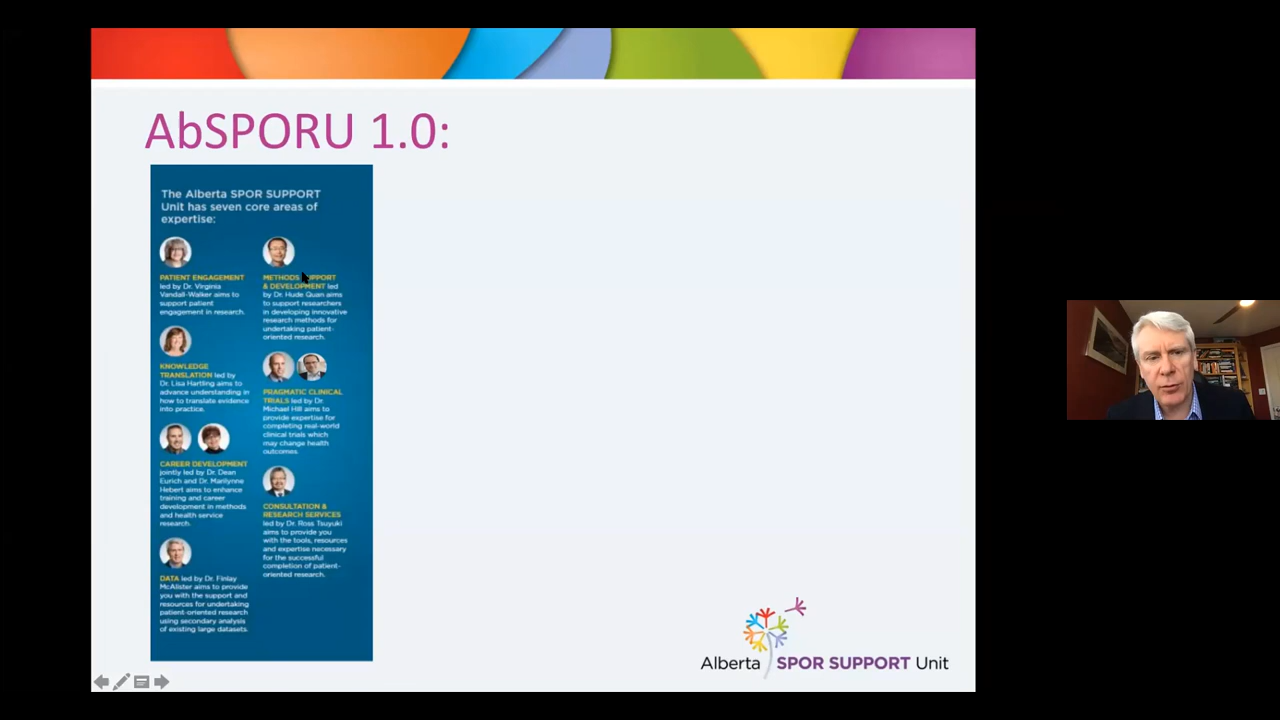 AbSPORU 1.0:
The Alberta SPOR SUPPORT
Unit has seven core areas of
expertise:
PATIENT ENGAGEMENT
led by Dr. Virginia
Vandall-Walker aims to
support patient
engagement in research.
KNOWLEDGE
TRANSLATION led by
Dr. Lisa Hartling aims to
advance understanding in
how to translate evidence
into practice.
CAREER DEVELOPMENT
jointly led by Dr. Dean
Eurich and Dr. Marilynne
Hebert aims to enhance
training and career
development in methods
and health service
research.
DATA led by Dr. Finlay
McAlister aims to provide
you with the support and
resources for undertaking
patient-oriented research
using secondary analysis
of existing large datasets.
METHODS SUPPORT
& DEVELOPMENT led
by Dr. Hude Quan aims
to support researchers
in developing innovative
research methods for
undertaking patient-
oriented research.
PRAGMATIC CLINICAL
TRIALS led by Dr.
Michael Hill aims to
provide expertise for
completing real-world
clinical trials which
may change health
outcomes.
CONSULTATION &
RESEARCH SERVICES
led by Dr. Ross Tsuyuki
aims to provide you
with the tools, resources
and expertise necessary
for the successful
completion of patient-
oriented research.
Alberta SPOR SUPPORT Unit